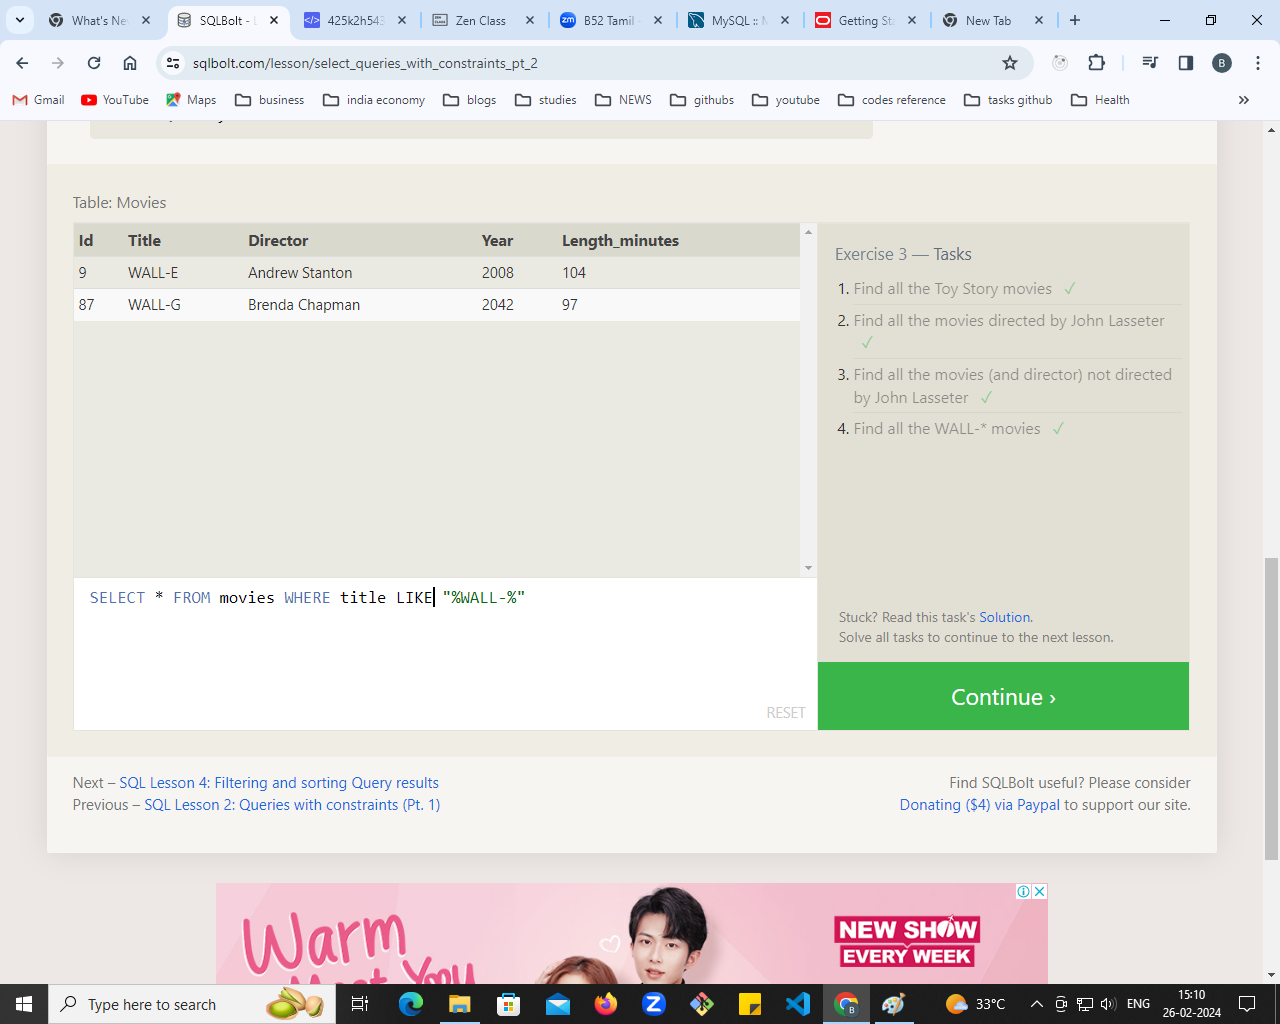 What's Ne
SQLBolt - L
425k2h543
Zen Class
B52 Tamil
MySQL :: M
Getting Sta
New Tab
sqlbolt.com/lesson/select_queries_with_constraints_pt_2
B
Gmail YouTube Maps business india economy blogs studies NEWS githubs youtube codes reference tasks github Health
Table: Movies
Id Title Director Year Length_minutes
9 WALL-E Andrew Stanton 2008 104
87 WALL-G Brenda Chapman 2042 97
Exercise 3 — Tasks
1. Find all the Toy Story movies ✓
2. Find all the movies directed by John Lasseter
✓
3. Find all the movies (and director) not directed
by John Lasseter ✓
4. Find all the WALL-* movies ✓
SELECT * FROM movies WHERE title LIKE "%WALL-%"
RESET
Stuck? Read this task's Solution.
Solve all tasks to continue to the next lesson.
Continue ›
Next – SQL Lesson 4: Filtering and sorting Query results
Previous – SQL Lesson 2: Queries with constraints (Pt. 1)
Find SQLBolt useful? Please consider
Donating ($4) via Paypal to support our site.
Warm
Meet You
NEW SHOW
EVERY WEEK
Type here to search
33°C
ENG
15:10
26-02-2024